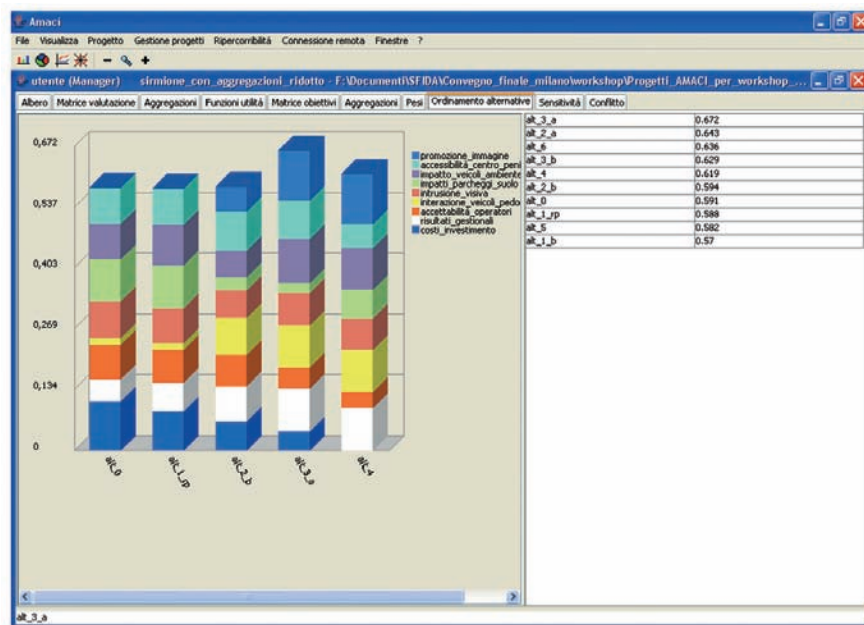 Amaci
File Visualizza Progetto Gestione progetti Ripercorribilità Connessione remota Finestre ?
utente (Manager) sirmione_con_aggregazioni_ridotto - F:\Documenti\SFIDA\Convegno_finale_milano\workshop\Progetti_AMACI_per_workshop_...
Albero Matrice valutazione Aggregazioni Funzioni utilità Matrice obiettivi Aggregazioni Pesi Ordinamento alternative Sensitività Conflitto
0,672
0,537
0,403
0,269
0,134
0
promozione_immagine
accessibilità_centro_peni
impatto_veicoli_ambiente
impatti_parcheggi_suolo
intrusione_visiva
interazione_veicoli_pedo
accettabilità_operatori
risultati_gestionali
costi_investimento
alt_0
alt_1_rp
alt_2_b
alt_3_a
alt_4
alt_3_a 0.672
alt_2_a 0.643
alt_6 0.636
alt_3_b 0.629
alt_4 0.619
alt_2_b 0.594
alt_0 0.591
alt_1_rp 0.588
alt_5 0.582
alt_1_b 0.57
alt_3_a